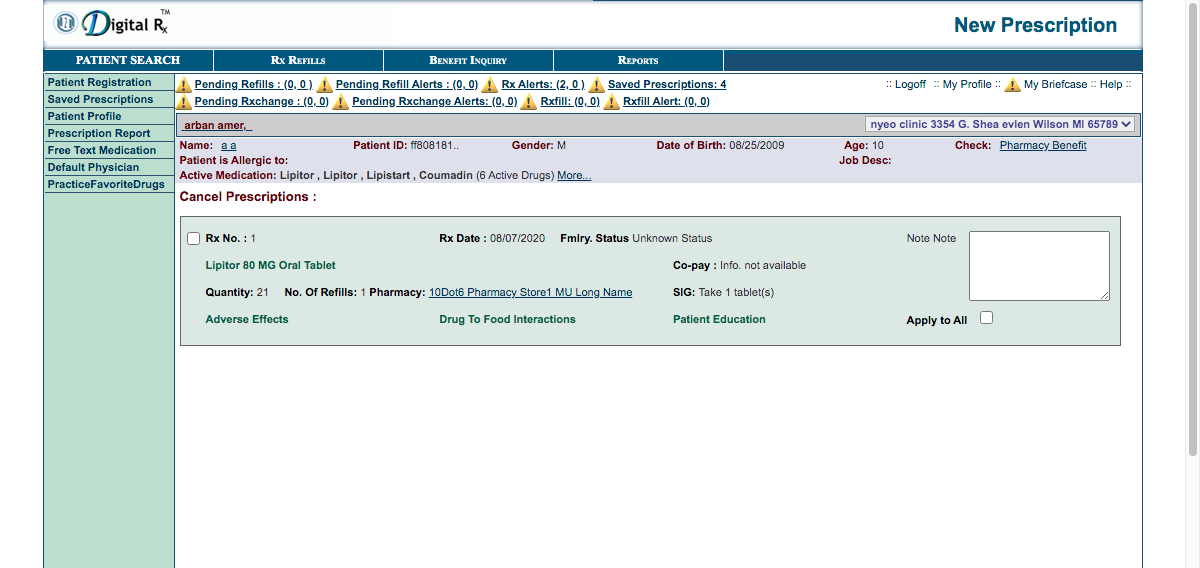 Digital Rx TM
New Prescription
PATIENT SEARCH RX REFILLS BENEFIT INQUIRY REPORTS
Patient Registration
Saved Prescriptions
Patient Profile
Prescription Report
Free Text Medication
Default Physician
PracticeFavoriteDrugs
Pending Refills : (0, 0 ) Pending Refill Alerts : (0, 0) Rx Alerts: (2, 0 ) Saved Prescriptions: 4 :: Logoff :: My Profile :: My Briefcase :: Help ::
Pending Rxchange : (0, 0) Pending Rxchange Alerts: (0, 0) Rxfill: (0, 0) Rxfill Alert: (0, 0)
arban amer, nyeo clinic 3354 G. Shea evlen Wilson MI 65789
Name: a a Patient ID: ff808181.. Gender: M Date of Birth: 08/25/2009 Age: 10 Check: Pharmacy Benefit
Patient is Allergic to: Job Desc:
Active Medication: Lipitor , Lipitor , Lipistart , Coumadin (6 Active Drugs) More...
Cancel Prescriptions :
Rx No. : 1 Rx Date : 08/07/2020 Fmlry. Status Unknown Status Note Note
Lipitor 80 MG Oral Tablet Co-pay : Info. not available
Quantity: 21 No. Of Refills: 1 Pharmacy: 10Dot6 Pharmacy Store1 MU Long Name SIG: Take 1 tablet(s)
Adverse Effects Drug To Food Interactions Patient Education Apply to All